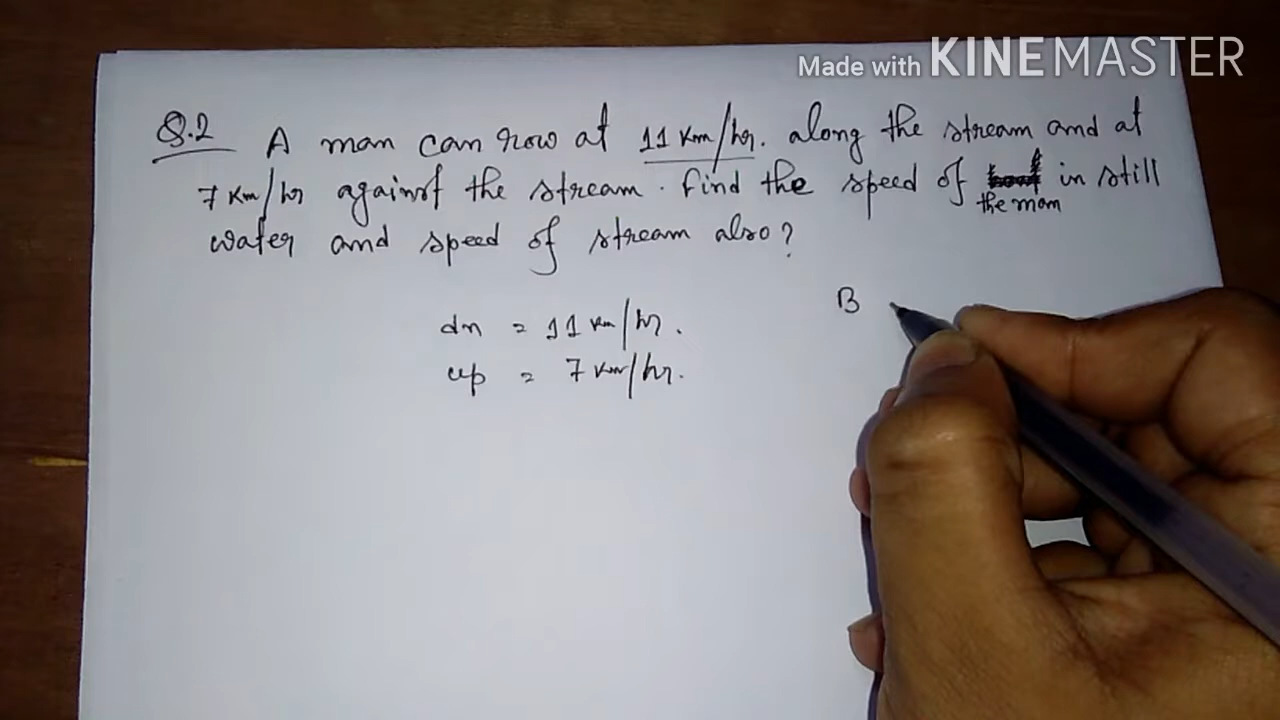 Made with KINEMASTER
Q.2 A man can row at 11 Km/hr. along the stream and at
7 Km/hr against the stream. Find the speed of the man in still
water and speed of stream also?
dn = 11 km/hr.
B
up = 7 km/hr.